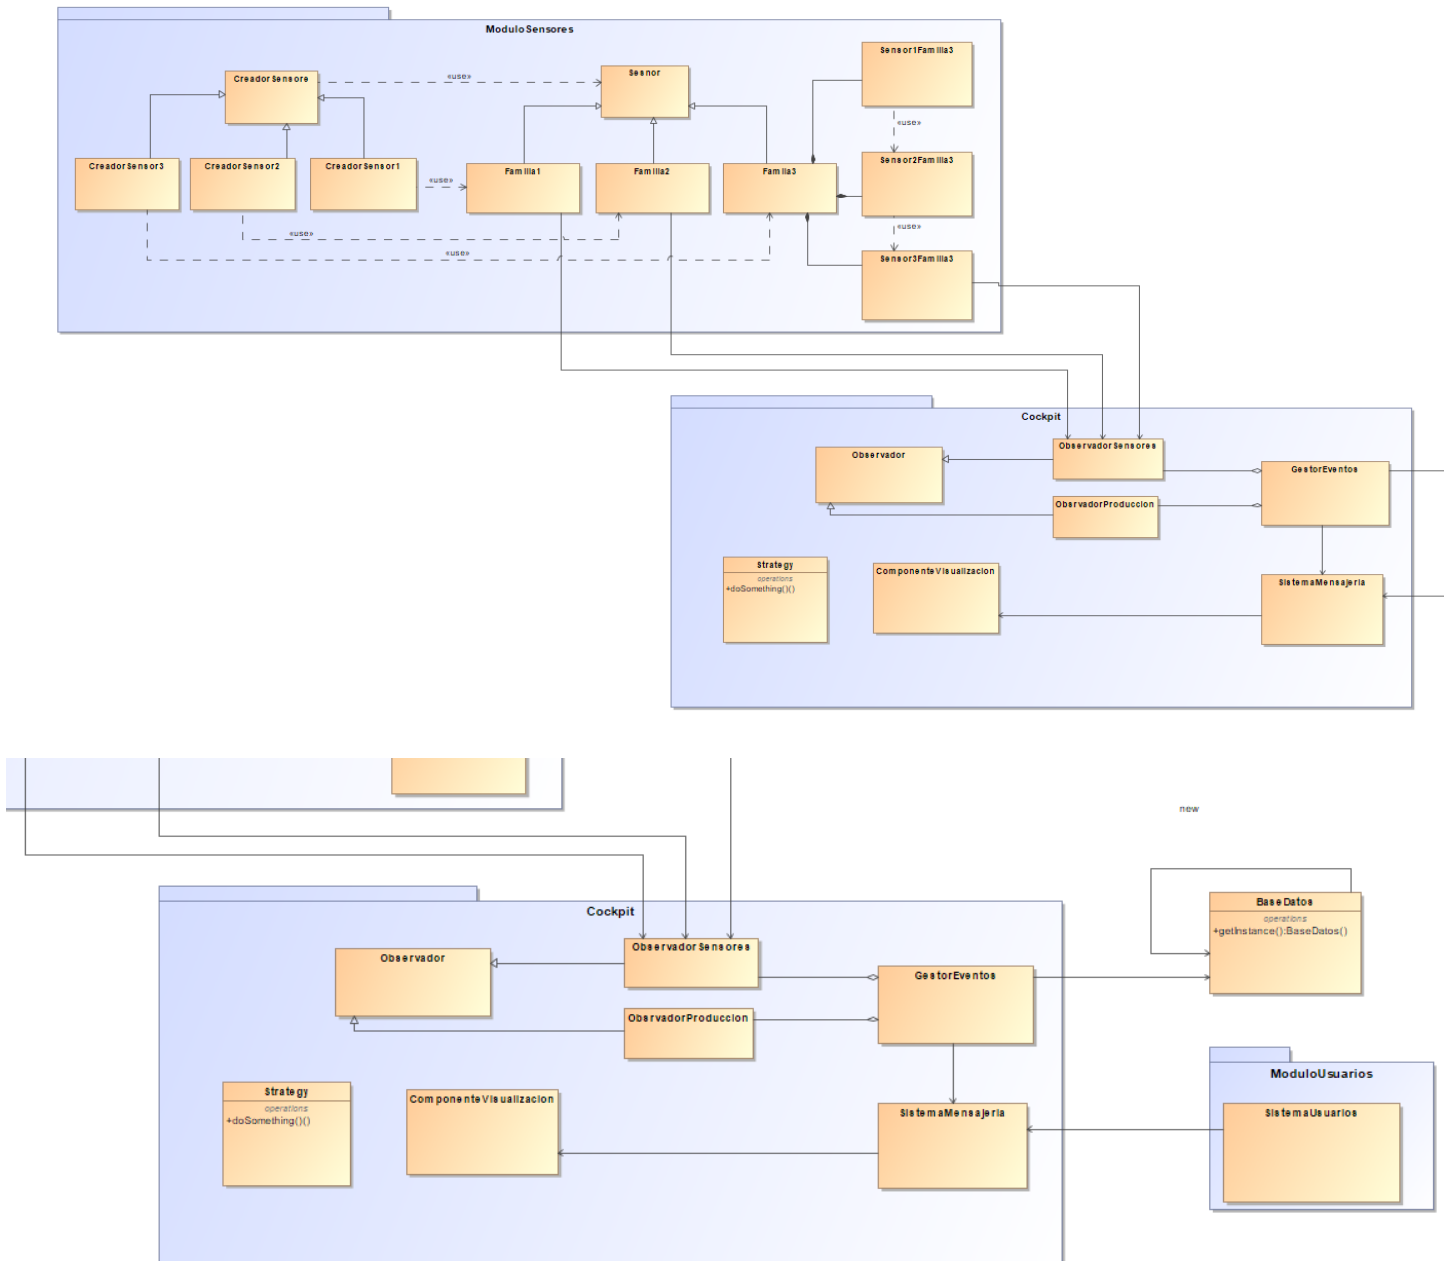 ModuloSensores
Sensor1Familia3
CreadorSensore
«use»
Sesnor
«use»
CreadorSensor3
CreadorSensor2
CreadorSensor1
«use»
Familia1
Familia2
Familia3
Sensor2Familia3
«use»
«use»
«use»
Sensor3Familia3
Cockpit
ObservadorSensores
Observador
GestorEventos
ObsrvadorProduccion
Strategy
operations
+doSomething()()
ComponenteVisualizacion
SistemaMensajeria
new
BaseDatos
operations
+getInstance():BaseDatos()
Cockpit
ObservadorSensores
Observador
GestorEventos
ObsrvadorProduccion
ModuloUsuarios
Strategy
operations
+doSomething()()
ComponenteVisualizacion
SistemaMensajeria
SistemaUsuarios